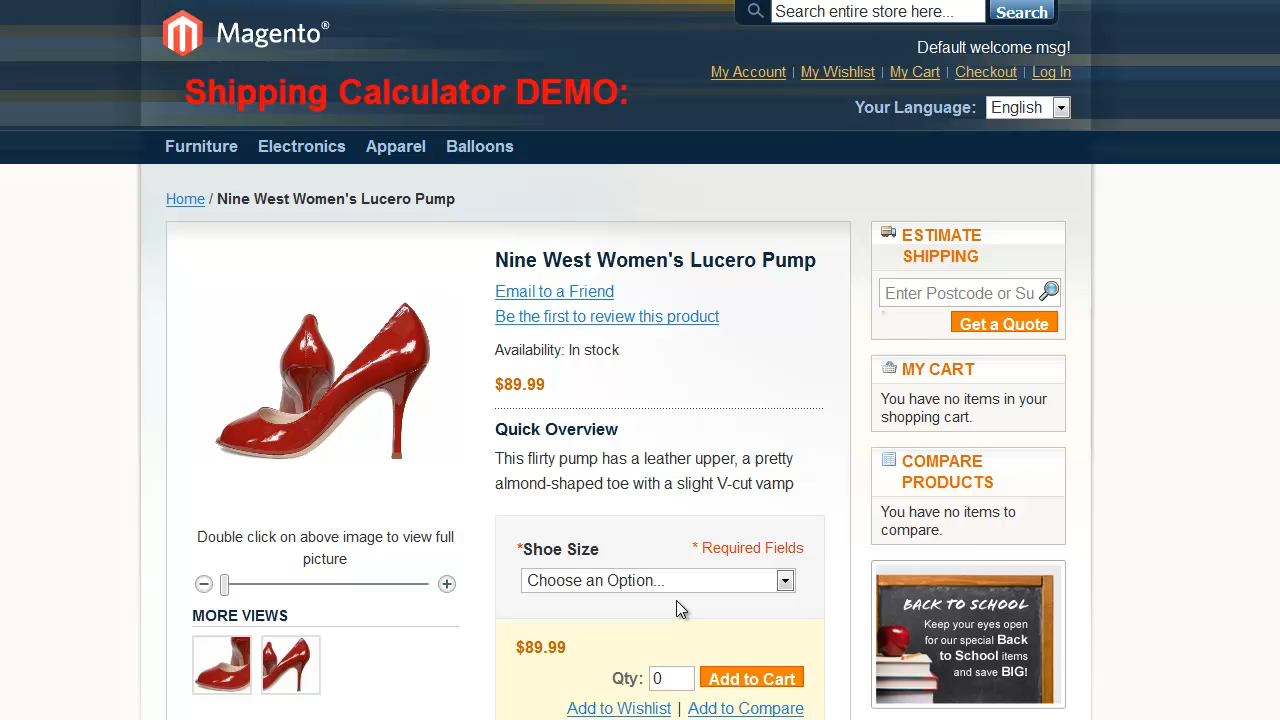 Magento®
Search entire store here...
Search
Default welcome msg!
My Account | My Wishlist | My Cart | Checkout | Log In
Shipping Calculator DEMO:
Your Language: English
Furniture Electronics Apparel Balloons
Home / Nine West Women's Lucero Pump
Nine West Women's Lucero Pump
Email to a Friend
Be the first to review this product
Availability: In stock
$89.99
Quick Overview
This flirty pump has a leather upper, a pretty
almond-shaped toe with a slight V-cut vamp
Double click on above image to view full
picture
MORE VIEWS
*Shoe Size
* Required Fields
Choose an Option...
$89.99
Qty: 0
Add to Cart
Add to Wishlist | Add to Compare
ESTIMATE
SHIPPING
Enter Postcode or Su
Get a Quote
MY CART
You have no items in your
shopping cart.
COMPARE
PRODUCTS
You have no items to
compare.
BACK TO SCHOOL
Keep your eyes open
for our special Back
to School items
and save BIG!